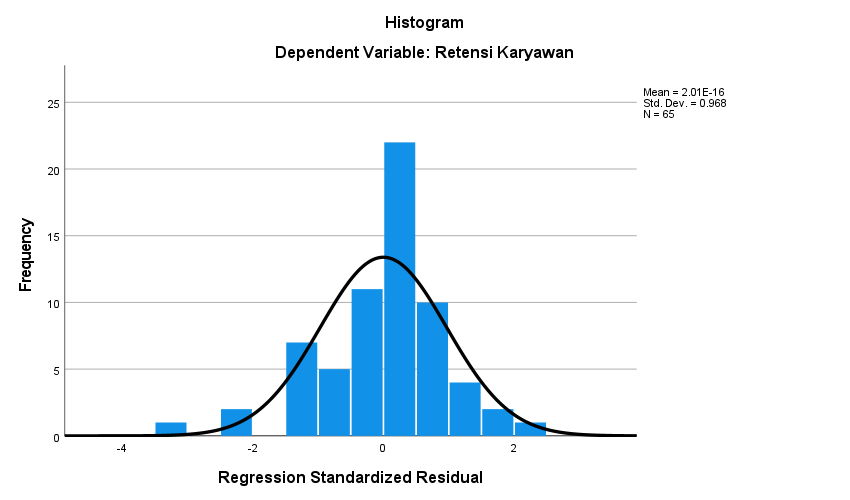 Histogram
Dependent Variable: Retensi Karyawan
Mean = 2.01E-16
Std. Dev. = 0.968
N = 65
Frequency
25
20
15
10
5
0
-4
-2
0
2
Regression Standardized Residual